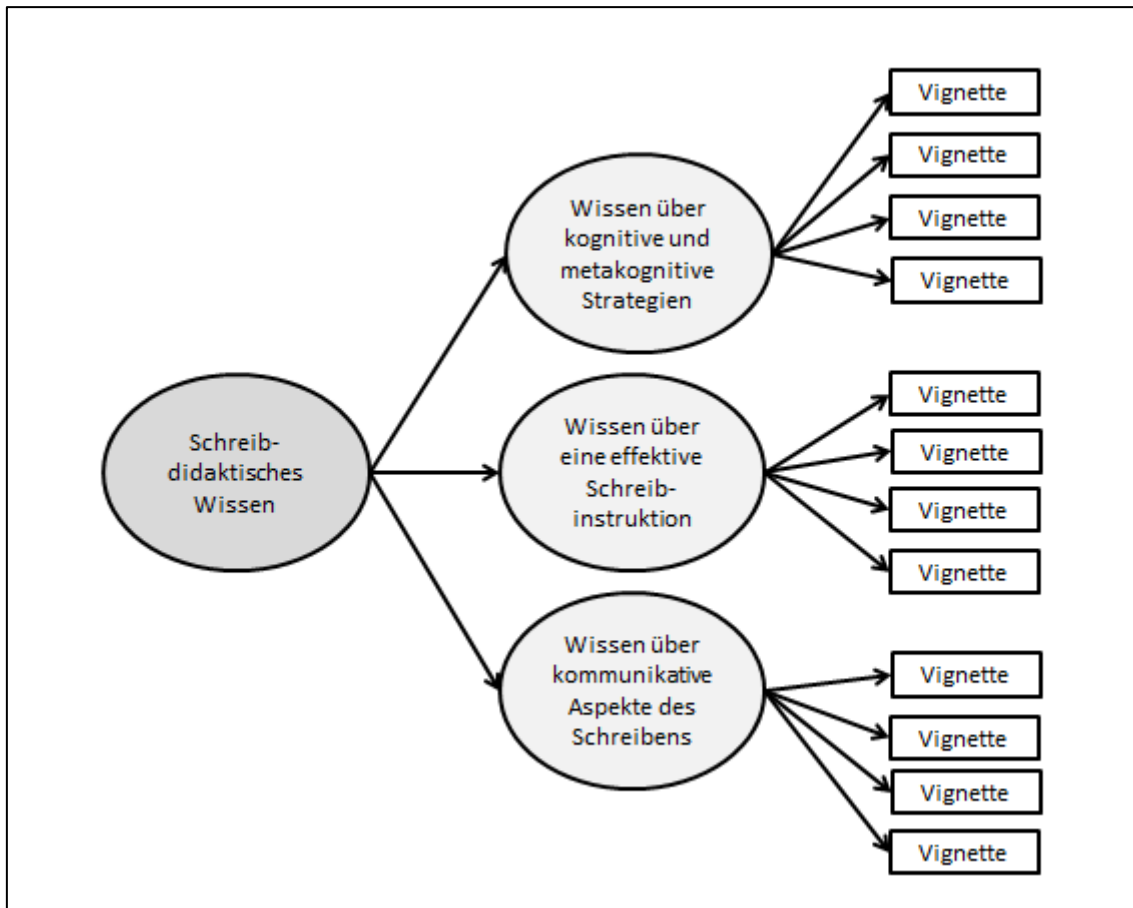 Schreib-
didaktisches
Wissen
Wissen über
kognitive und
metakognitive
Strategien
Vignette
Vignette
Vignette
Vignette
Wissen über
eine effektive
Schreib-
instruktion
Vignette
Vignette
Vignette
Vignette
Wissen über
kommunikative
Aspekte des
Schreibens
Vignette
Vignette
Vignette
Vignette